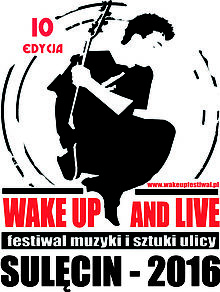 10
EDYCJA
www.wakeupfestiwal.pl
WAKE UP AND LIVE
festiwal muzyki i sztuki ulicy
SULĘCIN - 2016